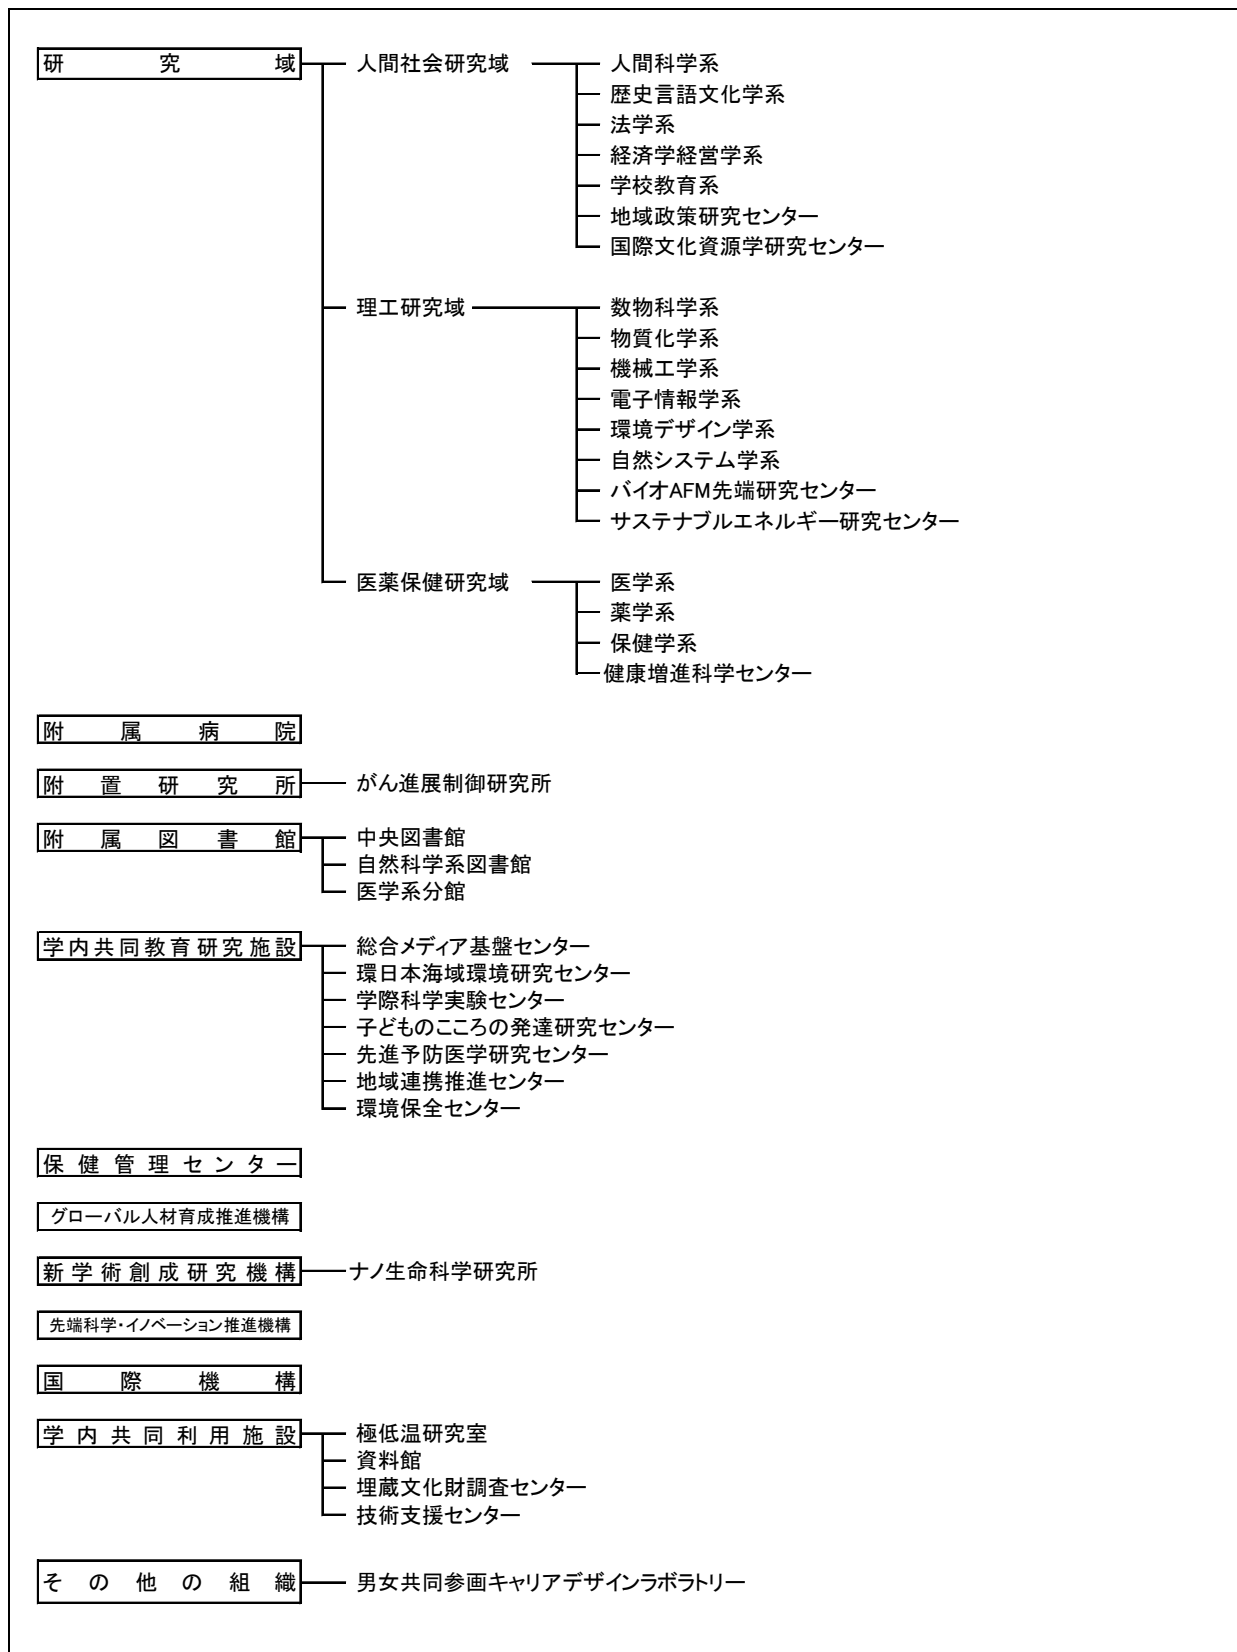 研究域 人間社会研究域 人間科学系
歴史言語文化学系
法学系
経済学経営学系
学校教育系
地域政策研究センター
国際文化資源学研究センター
理工研究域 数物科学系
物質化学系
機械工学系
電子情報学系
環境デザイン学系
自然システム学系
バイオAFM先端研究センター
サステナブルエネルギー研究センター
医薬保健研究域 医学系
薬学系
保健学系
健康増進科学センター
附属病院
附置研究所 がん進展制御研究所
附属図書館 中央図書館
自然科学系図書館
医学系分館
学内共同教育研究施設 総合メディア基盤センター
環日本海域環境研究センター
学際科学実験センター
子どものこころの発達研究センター
先進予防医学研究センター
地域連携推進センター
環境保全センター
保健管理センター
グローバル人材育成推進機構
新学術創成研究機構 ナノ生命科学研究所
先端科学・イノベーション推進機構
国際機構
学内共同利用施設 極低温研究室
資料館
埋蔵文化財調査センター
技術支援センター
その他の組織 男女共同参画キャリアデザインラボラトリー